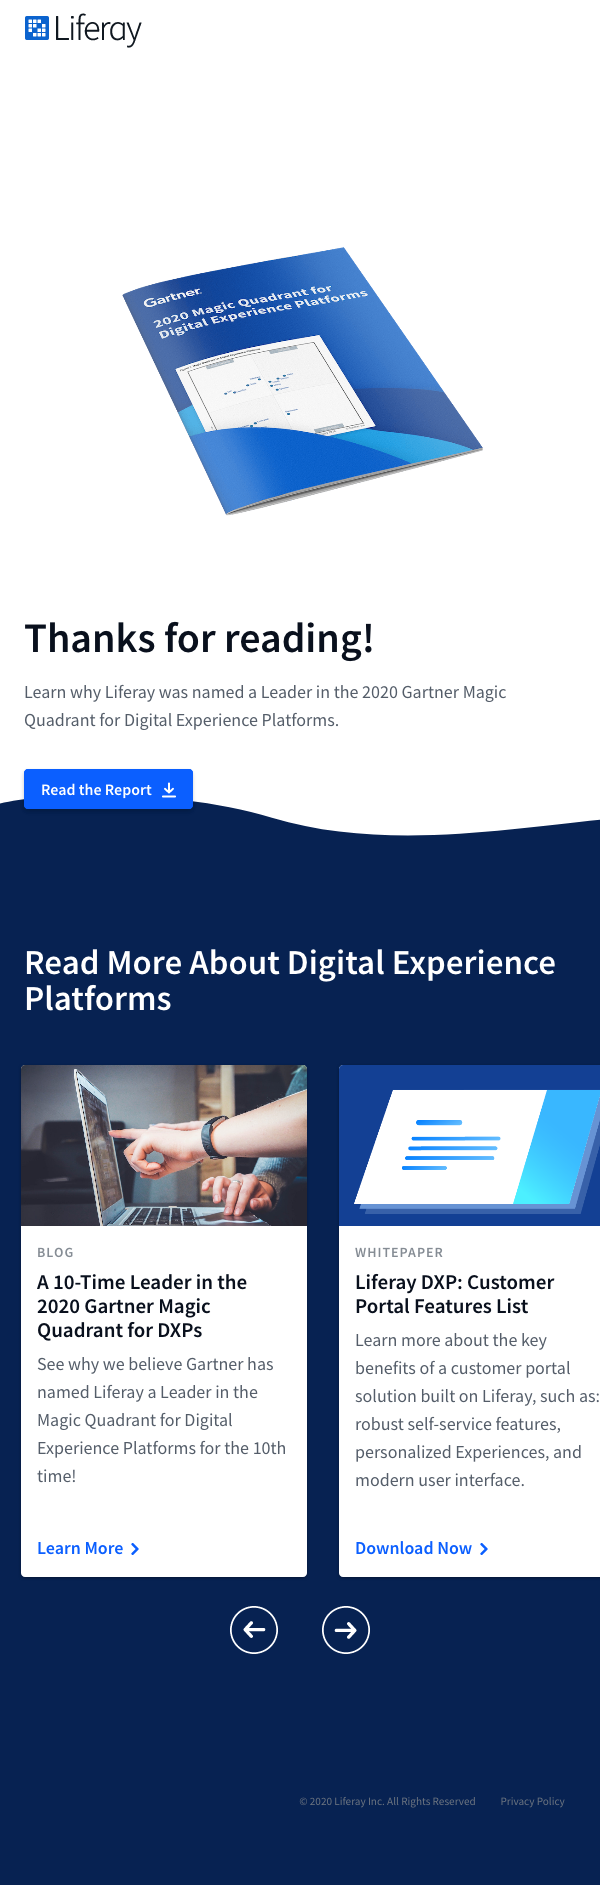 Liferay
Gartner
2020 Magic Quadrant for
Digital Experience Platforms
Thanks for reading!
Learn why Liferay was named a Leader in the 2020 Gartner Magic
Quadrant for Digital Experience Platforms.
Read the Report
Read More About Digital Experience
Platforms
BLOG
A 10-Time Leader in the
2020 Gartner Magic
Quadrant for DXPs
See why we believe Gartner has
named Liferay a Leader in the
Magic Quadrant for Digital
Experience Platforms for the 10th
time!
Learn More
WHITEPAPER
Liferay DXP: Customer
Portal Features List
Learn more about the key
benefits of a customer portal
solution built on Liferay, such as:
robust self-service features,
personalized Experiences, and
modern user interface.
Download Now
© 2020 Liferay Inc. All Rights Reserved Privacy Policy